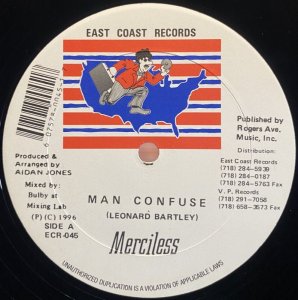 EAST COAST RECORDS
Published by
Rogers Ave.
Music, Inc.
Distribution:
East Coast Records
(718) 284-5939
(718) 284-0187
(718) 284-5763 Fax
V. P. Records
(718) 291-7058
(718) 658-3573 Fax
Produced &
Arranged by
AIDAN JONES
Mixed by:
Bulby at
Mixing Lab
(P) (C) 1996
SIDE A
ECR-045
MAN CONFUSE
(LEONARD BARTLEY)
Merciless
UNAUTHORIZED DUPLICATION IS A VIOLATION OF APPLICABLE LAWS